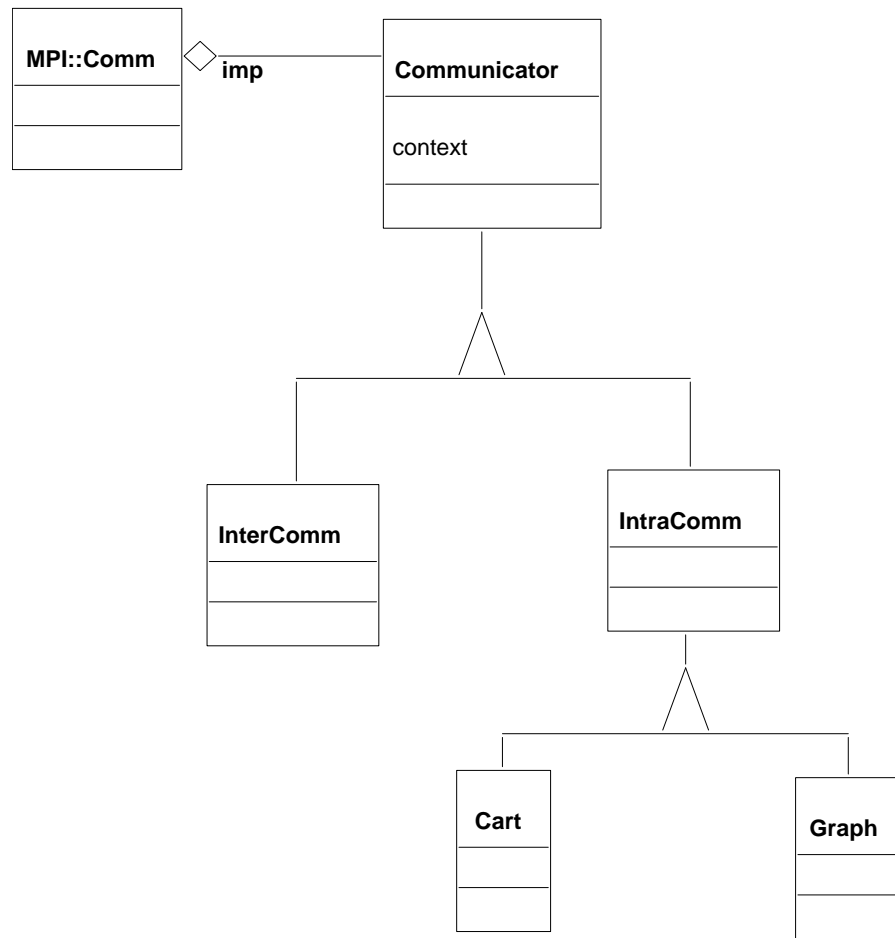 MPI::Comm
imp
Communicator
context
InterComm
IntraComm
Cart
Graph